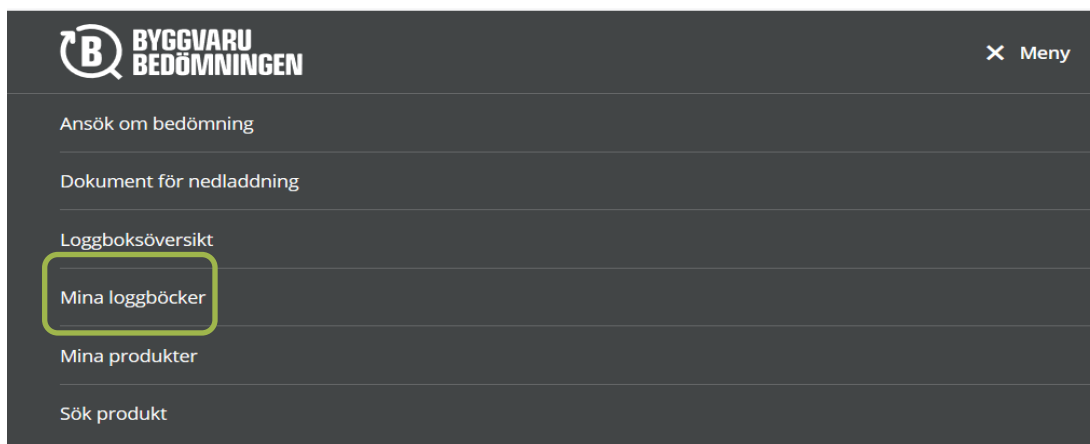 B
BYGGVARU
BEDÖMNINGEN
Meny
Ansök om bedömning
Dokument för nedladdning
Loggboksöversikt
Mina loggböcker
Mina produkter
Sök produkt